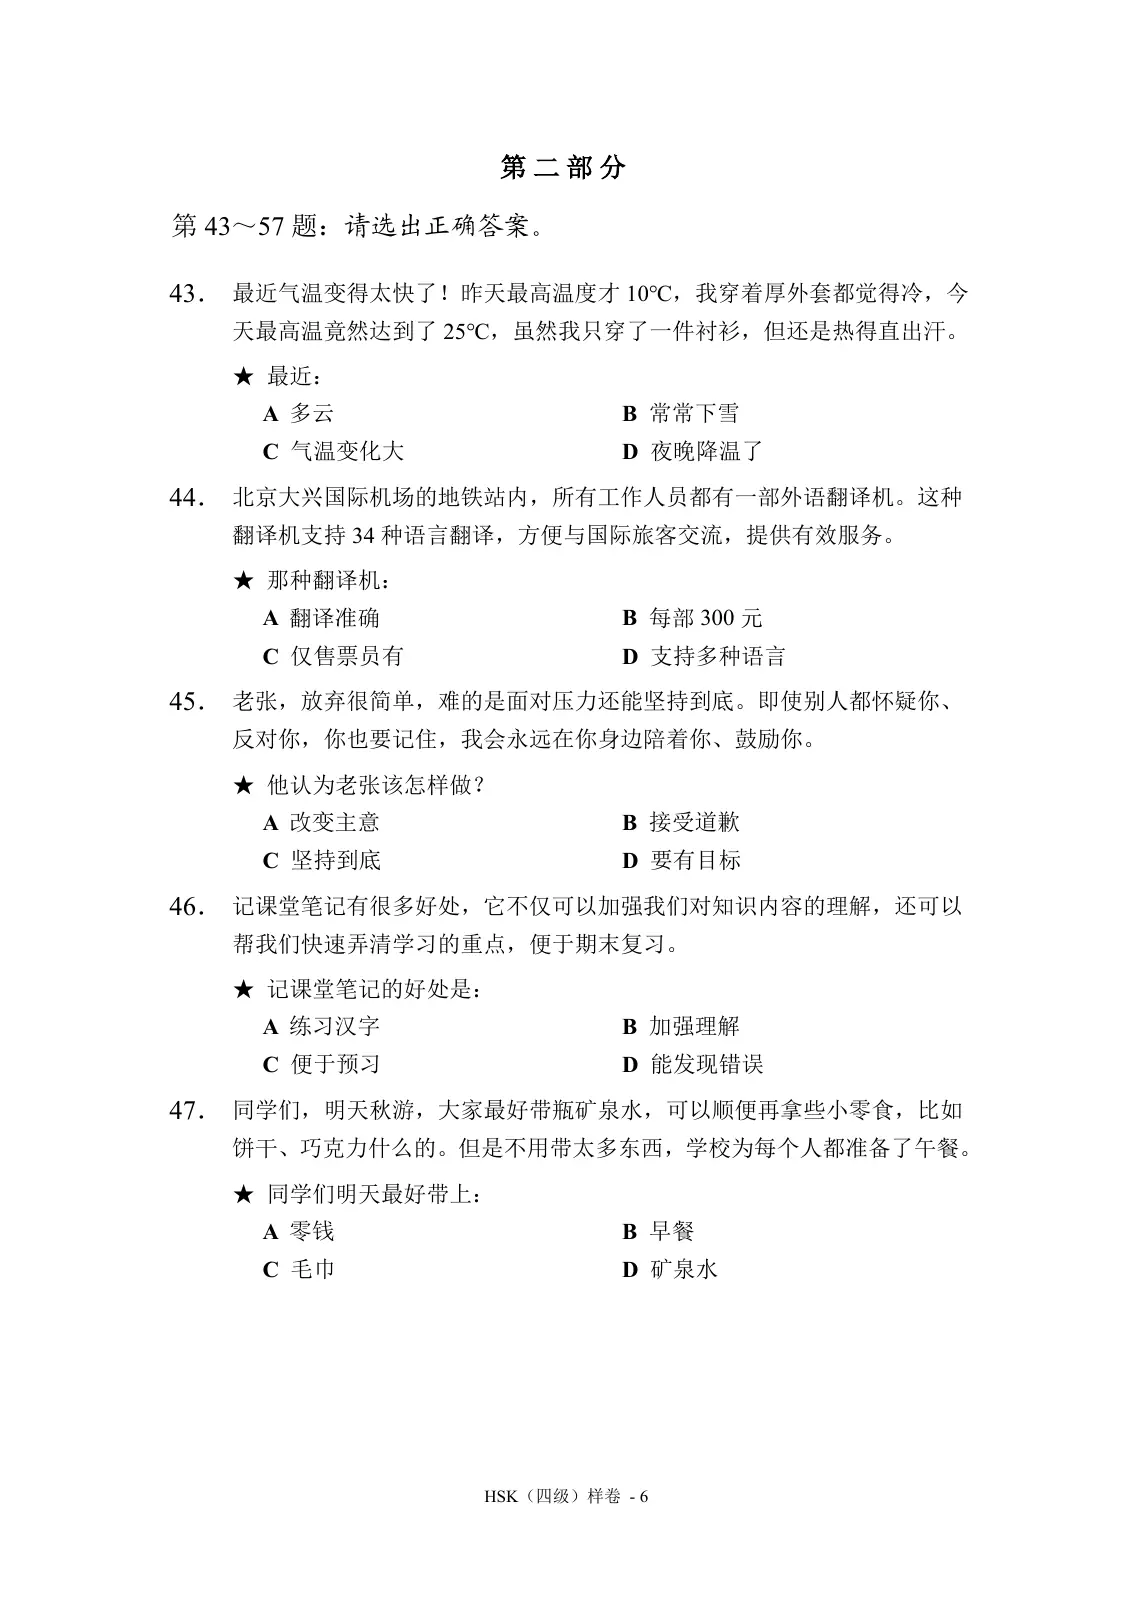 第二部分
第 43～57 题：请选出正确答案。
43． 最近气温变得太快了！昨天最高温度才 10℃，我穿着厚外套都觉得冷，今
天最高温竟然达到了 25℃，虽然我只穿了一件衬衫，但还是热得直出汗。
★ 最近：
A 多云 B 常常下雪
C 气温变化大 D 夜晚降温了
44． 北京大兴国际机场的地铁站内，所有工作人员都有一部外语翻译机。这种
翻译机支持 34 种语言翻译，方便与国际旅客交流，提供有效服务。
★ 那种翻译机：
A 翻译准确 B 每部 300 元
C 仅售票员有 D 支持多种语言
45． 老张，放弃很简单，难的是面对压力还能坚持到底。即使别人都怀疑你、
反对你，你也要记住，我会永远在你身边陪着你、鼓励你。
★ 他认为老张该怎样做？
A 改变主意 B 接受道歉
C 坚持到底 D 要有目标
46． 记课堂笔记有很多好处，它不仅可以加强我们对知识内容的理解，还可以
帮我们快速弄清学习的重点，便于期末复习。
★ 记课堂笔记的好处是：
A 练习汉字 B 加强理解
C 便于预习 D 能发现错误
47． 同学们，明天秋游，大家最好带瓶矿泉水，可以顺便再拿些小零食，比如
饼干、巧克力什么的。但是不用带太多东西，学校为每个人都准备了午餐。
★ 同学们明天最好带上：
A 零钱 B 早餐
C 毛巾 D 矿泉水
HSK（四级）样卷 - 6